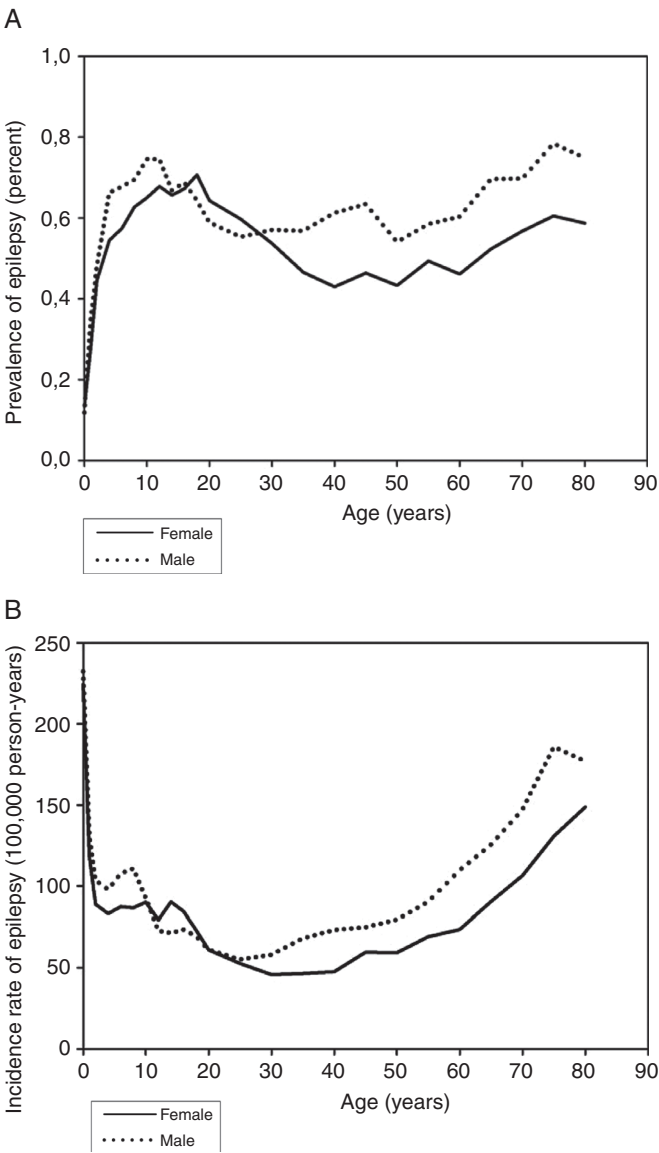 A
Prevalence of epilepsy (percent)
1,0
0,8
0,6
0,4
0,2
0,0
0 10 20 30 40 50 60 70 80 90
Age (years)
Female
Male
B
Incidence rate of epilepsy (100,000 person-years)
250
200
150
100
50
0
0 10 20 30 40 50 60 70 80 90
Age (years)
Female
Male